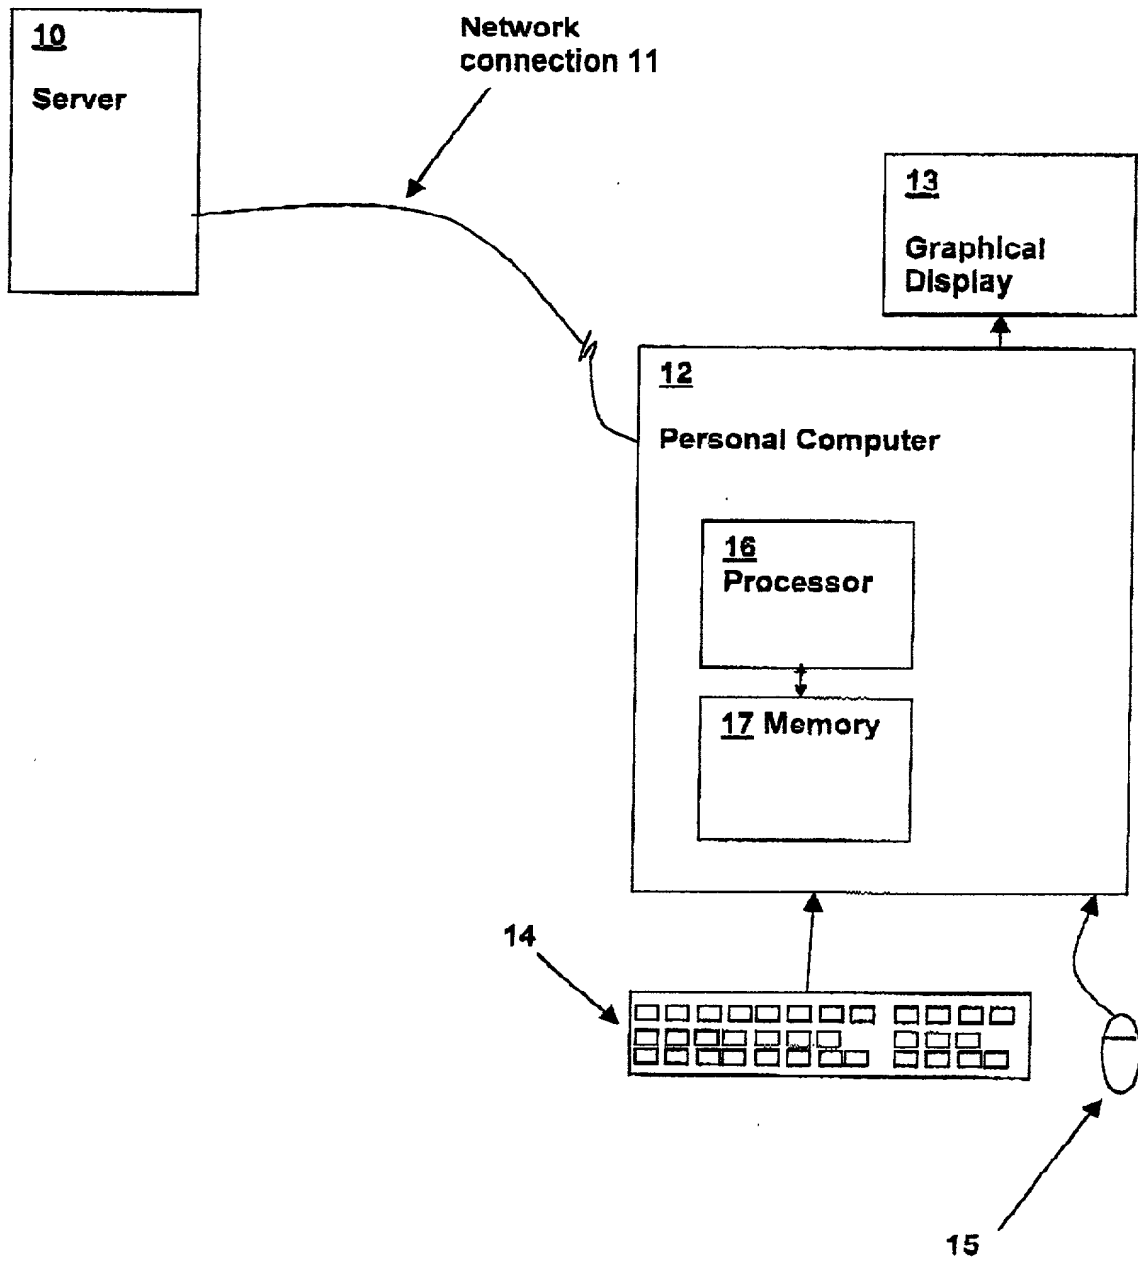 10
Server
Network
connection 11
13
Graphical
Display
12
Personal Computer
16
Processor
17 Memory
14
15